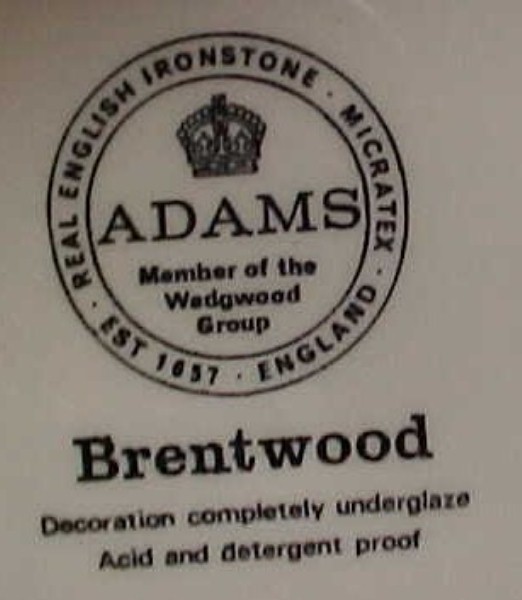 REAL ENGLISH IRONSTONE · MICRATEX · ENGLAND · EST 1657 ·
ADAMS
Member of the
Wedgwood
Group
Brentwood
Decoration completely underglaze
Acid and detergent proof